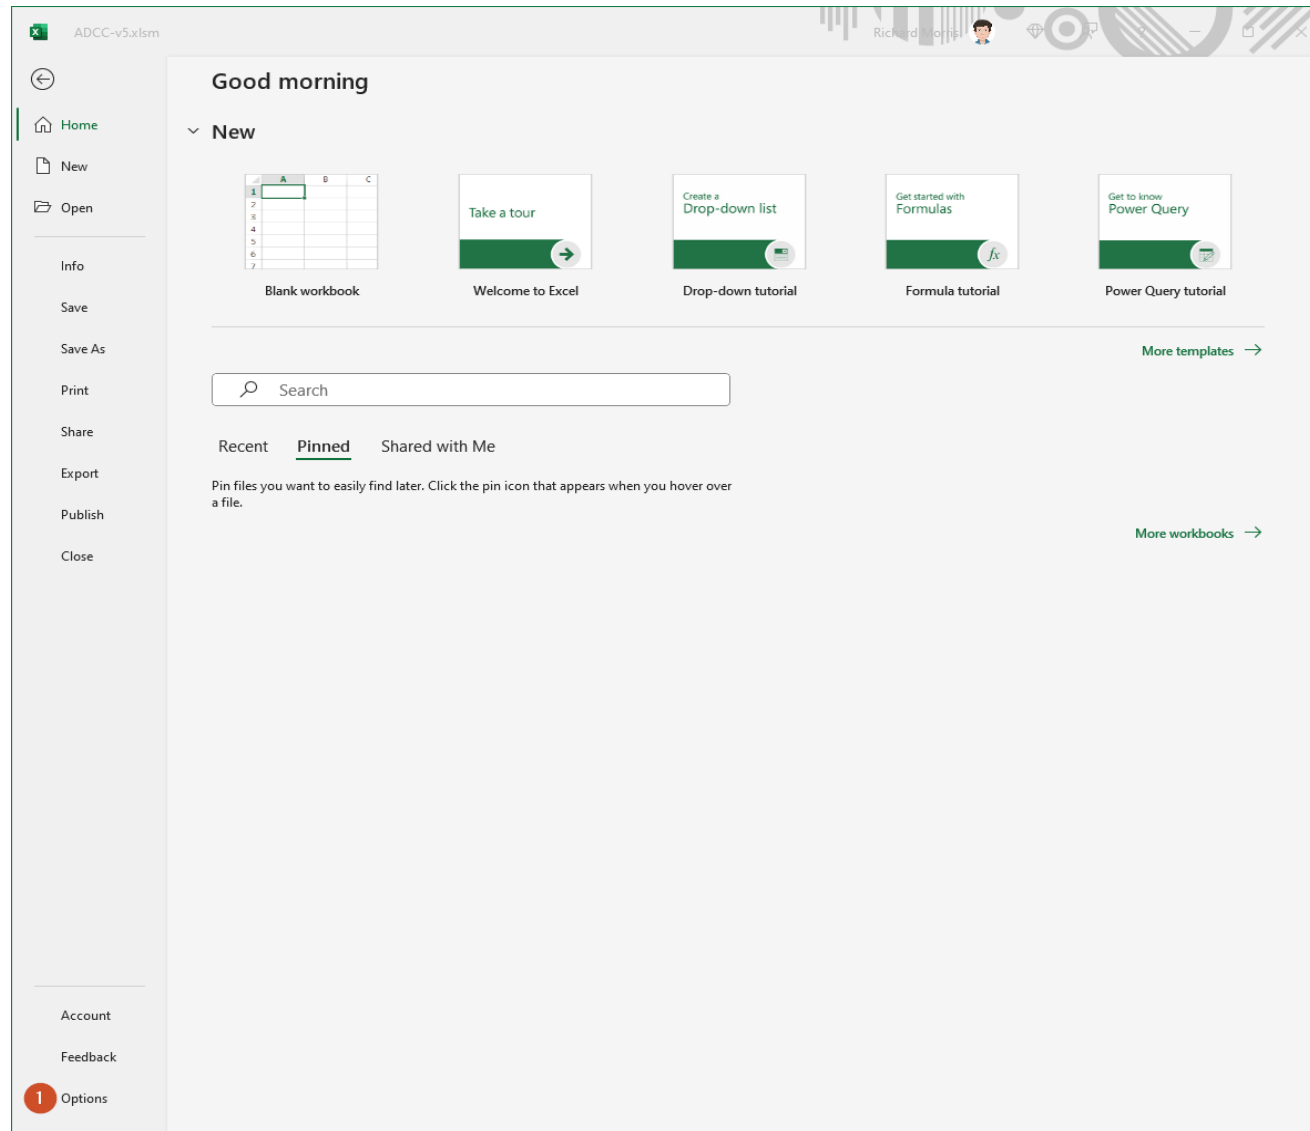 ADCC-v5.xlsm
Richard Morris
Good morning
Home
New
New
Open
A B C
1
2
3
4
5
6
7
Take a tour
Create a
Drop-down list
Get started with
Formulas
fx
Get to know
Power Query
Blank workbook
Welcome to Excel
Drop-down tutorial
Formula tutorial
Power Query tutorial
Info
Save
Save As
More templates
Print
Search
Share
Recent Pinned Shared with Me
Export
Pin files you want to easily find later. Click the pin icon that appears when you hover over
a file.
Publish
More workbooks
Close
Account
Feedback
1 Options